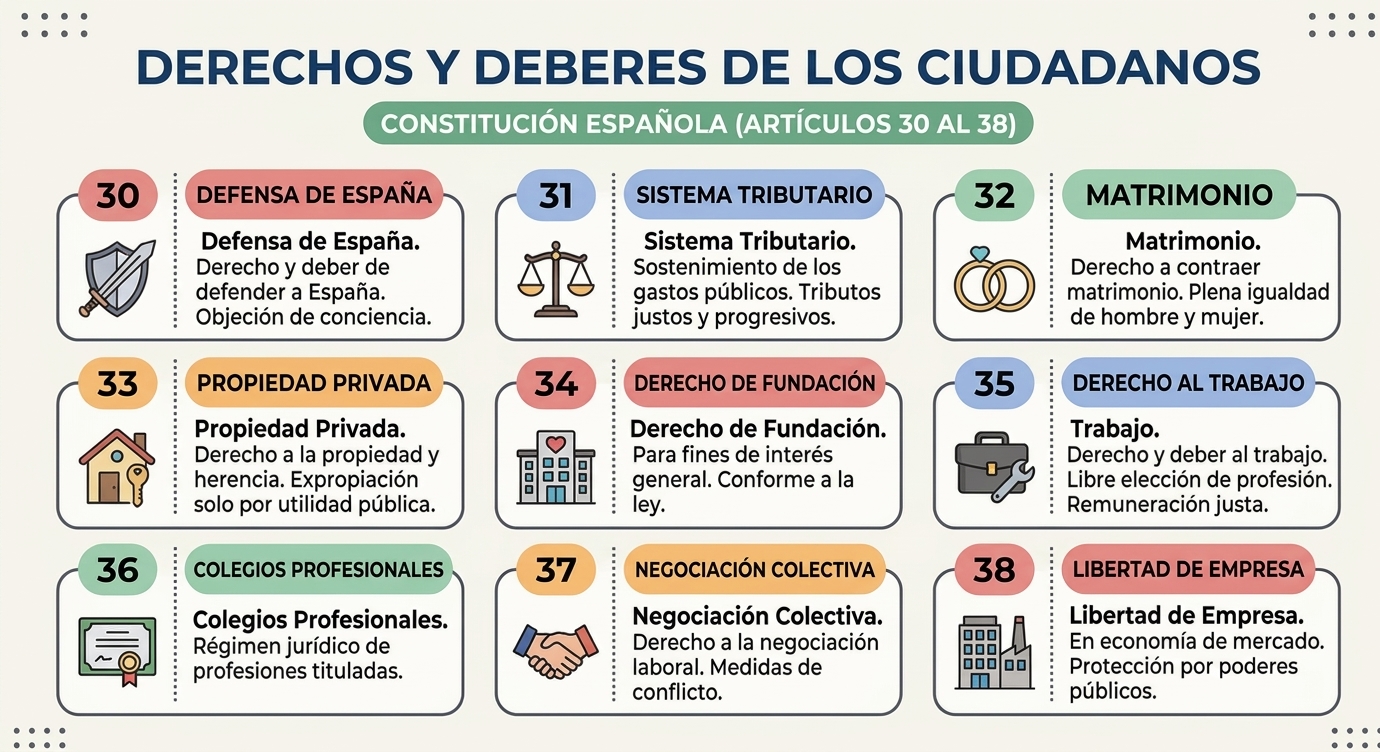 DERECHOS Y DEBERES DE LOS CIUDADANOS
CONSTITUCIÓN ESPAÑOLA (ARTÍCULOS 30 AL 38)
30
DEFENSA DE ESPAÑA
Defensa de España.
Derecho y deber de
defender a España.
Objeción de conciencia.
31
SISTEMA TRIBUTARIO
Sistema Tributario.
Sostenimiento de los
gastos públicos. Tributos
justos y progresivos.
32
MATRIMONIO
Matrimonio.
Derecho a contraer
matrimonio. Plena igualdad
de hombre y mujer.
33
PROPIEDAD PRIVADA
Propiedad Privada.
Derecho a la propiedad y
herencia. Expropiación
solo por utilidad pública.
34
DERECHO DE FUNDACIÓN
Derecho de Fundación.
Para fines de interés
general. Conforme a la
ley.
35
DERECHO AL TRABAJO
Trabajo.
Derecho y deber al trabajo.
Libre elección de profesión.
Remuneración justa.
36
COLEGIOS PROFESIONALES
Colegios Profesionales.
Régimen jurídico de
profesiones tituladas.
37
NEGOCIACIÓN COLECTIVA
Negociación Colectiva.
Derecho a la negociación
laboral. Medidas de
conflicto.
38
LIBERTAD DE EMPRESA
Libertad de Empresa.
En economía de mercado.
Protección por poderes
públicos.